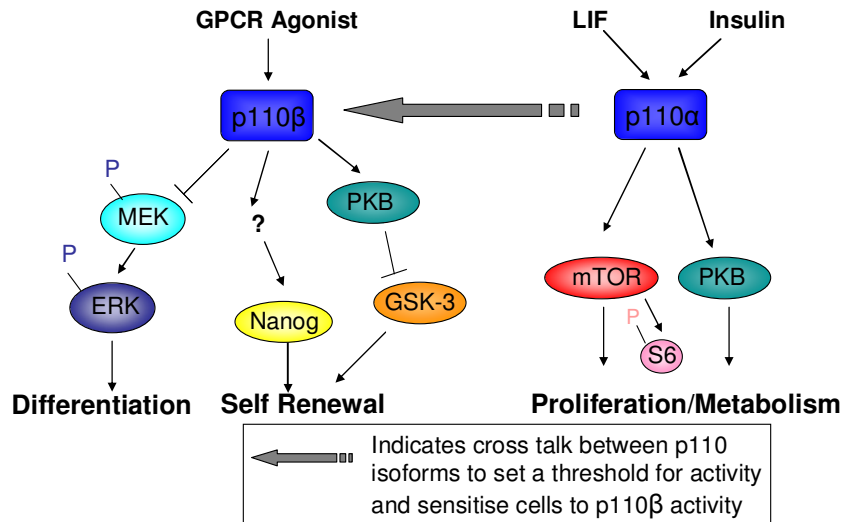 GPCR Agonist
LIF
Insulin
p110β
p110α
P
MEK
PKB
?
P
ERK
Nanog
GSK-3
mTOR
PKB
P
S6
Differentiation
Self Renewal
Proliferation/Metabolism
Indicates cross talk between p110
isoforms to set a threshold for activity
and sensitise cells to p110β activity